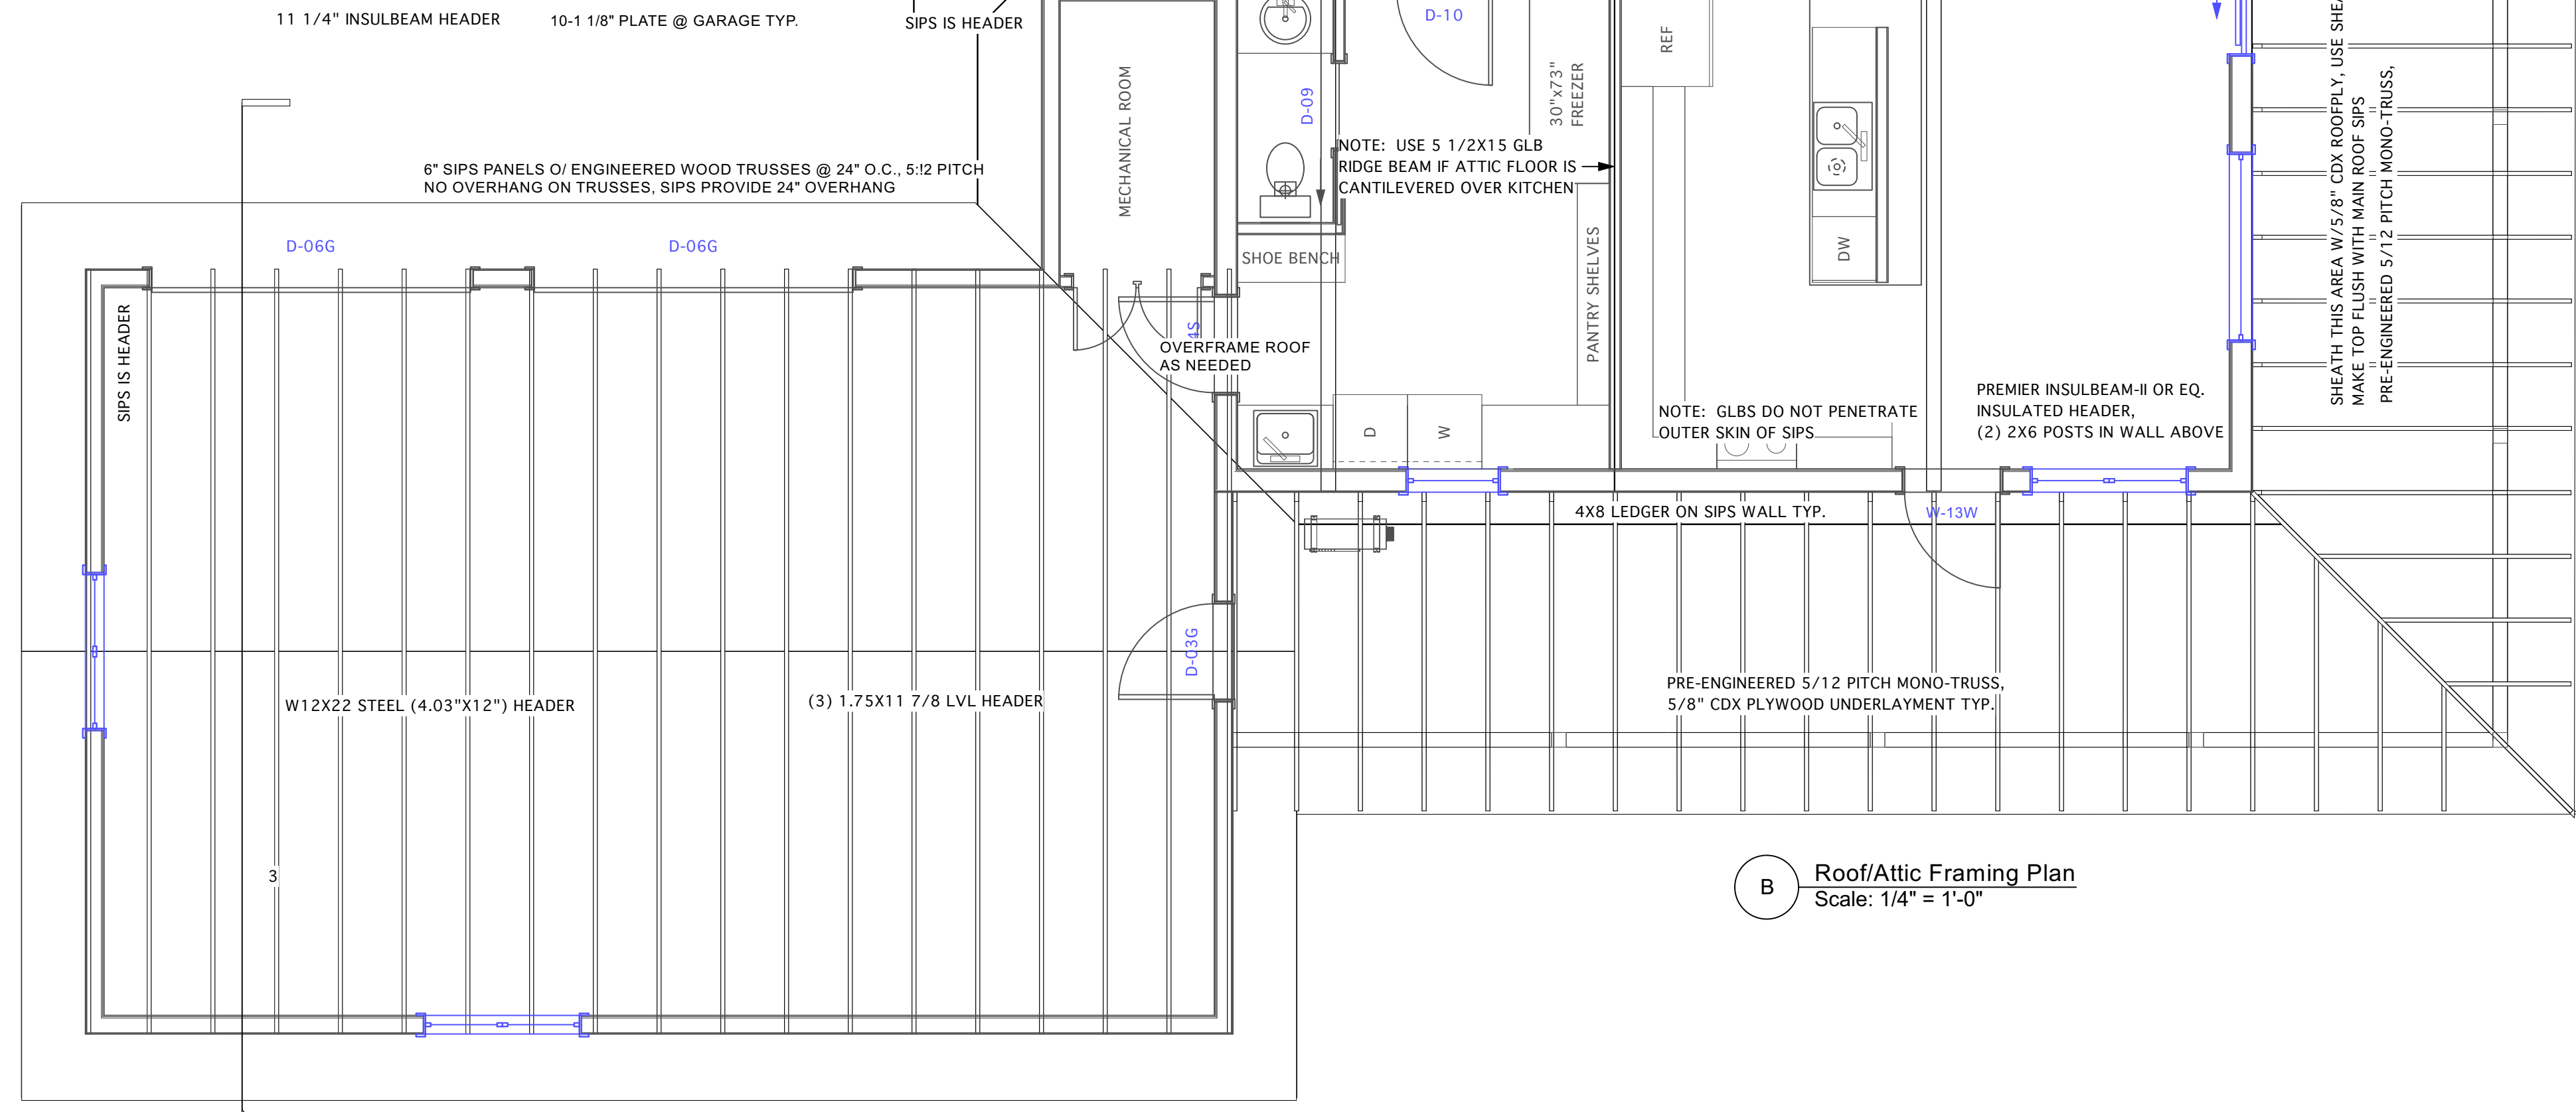 11 1/4" INSULBEAM HEADER
10-1 1/8" PLATE @ GARAGE TYP.
SIPS IS HEADER
D-10
REF
MECHANICAL ROOM
D-09
30"x73"
FREEZER
NOTE: USE 5 1/2X15 GLB
RIDGE BEAM IF ATTIC FLOOR IS
CANTILEVERED OVER KITCHEN
6" SIPS PANELS O/ ENGINEERED WOOD TRUSSES @ 24" O.C., 5:!2 PITCH
NO OVERHANG ON TRUSSES, SIPS PROVIDE 24" OVERHANG
D-06G
D-06G
SHOE BENCH
PANTRY SHELVES
DW
SHEATH THIS AREA W/5/8" CDX ROOFPLY, USE
MAKE TOP FLUSH WITH MAIN ROOF SIPS
PRE-ENGINEERED 5/12 PITCH MONO-TRUSS,
SIPS IS HEADER
4S
OVERFRAME ROOF
AS NEEDED
D
W
NOTE: GLBS DO NOT PENETRATE
OUTER SKIN OF SIPS
PREMIER INSULBEAM-II OR EQ.
INSULATED HEADER,
(2) 2X6 POSTS IN WALL ABOVE
4X8 LEDGER ON SIPS WALL TYP.
W-13W
D-03G
W12X22 STEEL (4.03"X12") HEADER
(3) 1.75X11 7/8 LVL HEADER
PRE-ENGINEERED 5/12 PITCH MONO-TRUSS,
5/8" CDX PLYWOOD UNDERLAYMENT TYP.
3
B
Roof/Attic Framing Plan
Scale: 1/4" = 1'-0"